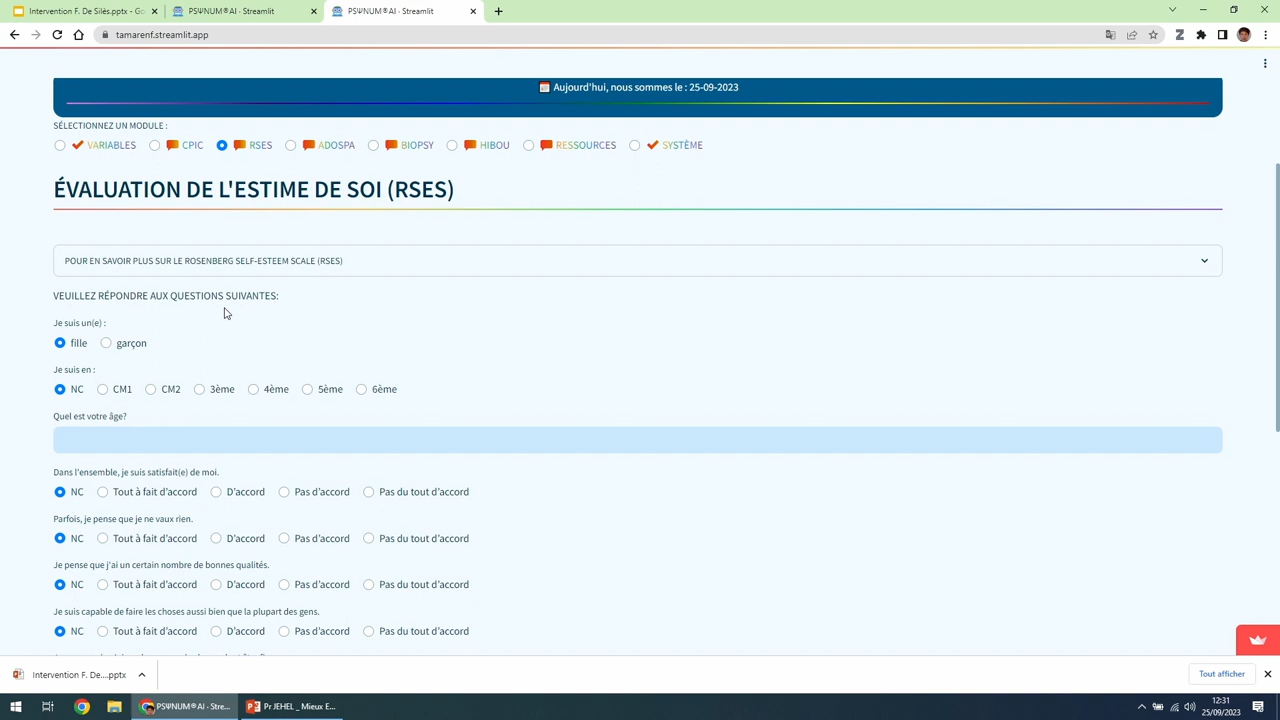 Intervention F. De Silés.pptx - Go
PSΨNUM®AI - Streamlit
PSΨNUM®AI - Streamlit
tamarenf.streamlit.app
Aujourd'hui, nous sommes le : 25-09-2023
SÉLECTIONNEZ UN MODULE :
VARIABLES CPIC RSES ADOSPA BIOPSY HIBOU RESSOURCES SYSTÈME
ÉVALUATION DE L'ESTIME DE SOI (RSES)
POUR EN SAVOIR PLUS SUR LE ROSENBERG SELF-ESTEEM SCALE (RSES)
VEUILLEZ RÉPONDRE AUX QUESTIONS SUIVANTES:
Je suis un(e) :
fille garçon
Je suis en :
NC CM1 CM2 3ème 4ème 5ème 6ème
Quel est votre âge?
Dans l'ensemble, je suis satisfait(e) de moi.
NC Tout à fait d'accord D'accord Pas d'accord Pas du tout d'accord
Parfois, je pense que je ne vaux rien.
NC Tout à fait d'accord D'accord Pas d'accord Pas du tout d'accord
Je pense que j'ai un certain nombre de bonnes qualités.
NC Tout à fait d'accord D'accord Pas d'accord Pas du tout d'accord
Je suis capable de faire les choses aussi bien que la plupart des gens.
NC Tout à fait d'accord D'accord Pas d'accord Pas du tout d'accord
Intervention F. De....pptx
Tout afficher
PSΨNUM®AI - Stre...
Pr JEHEL _ Mieux E...
12:31
25/09/2023